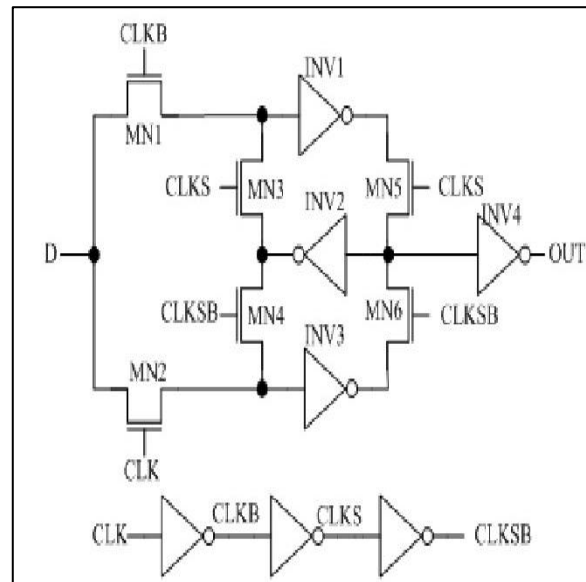 CLKB
INV1
MN1
CLKS MN3 MN5 CLKS
INV2 INV4
D OUT
CLKSB MN4 MN6 CLKSB
INV3
MN2
CLK
CLK CLKB CLKS CLKSB